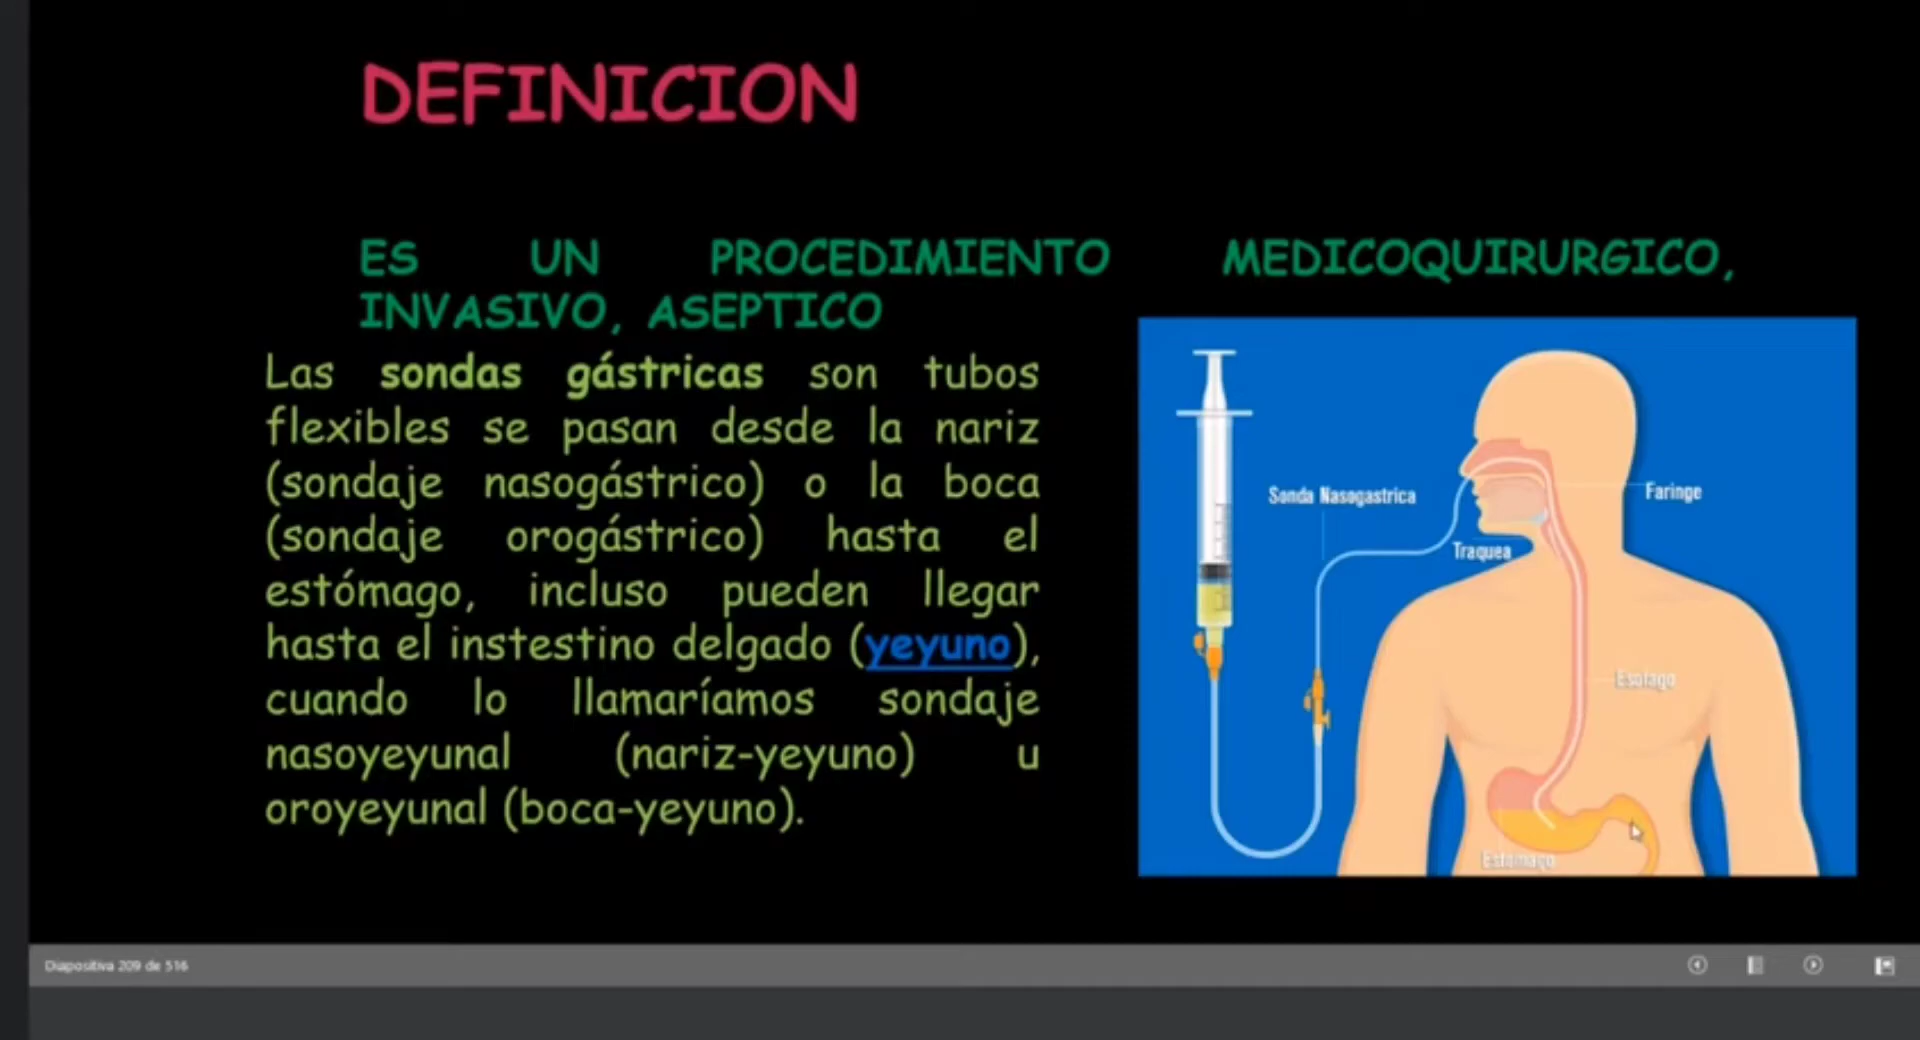 DEFINICION
ES UN PROCEDIMIENTO MEDICOQUIRURGICO,
INVASIVO, ASEPTICO
Las sondas gástricas son tubos
flexibles se pasan desde la nariz
(sondaje nasogástrico) o la boca
(sondaje orogástrico) hasta el
estómago, incluso pueden llegar
hasta el instestino delgado (yeyuno),
cuando lo llamaríamos sondaje
nasoyeyunal (nariz-yeyuno) u
oroyeyunal (boca-yeyuno).
Sonda Nasogastrica
Faringe
Traquea
Esofago
Estomago
Diapositiva 209 de 516